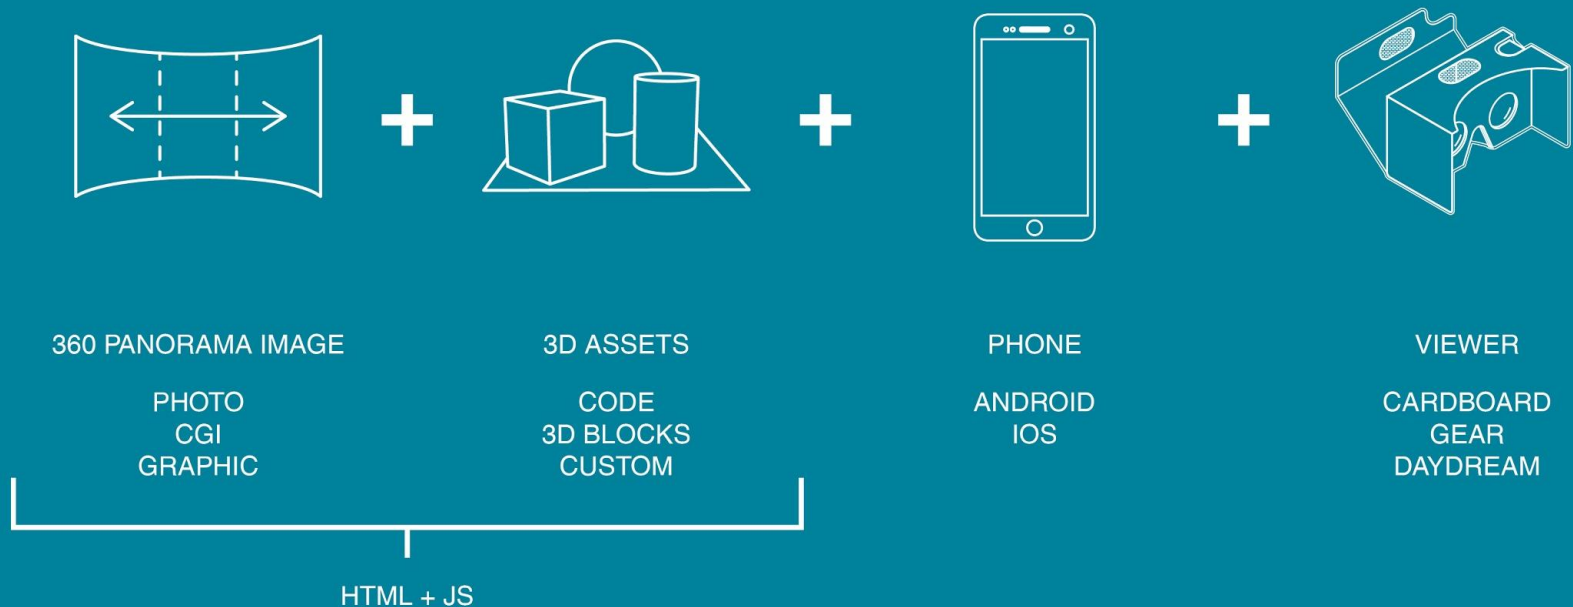 360 PANORAMA IMAGE
PHOTO
CGI
GRAPHIC
3D ASSETS
CODE
3D BLOCKS
CUSTOM
PHONE
ANDROID
IOS
VIEWER
CARDBOARD
GEAR
DAYDREAM
HTML + JS